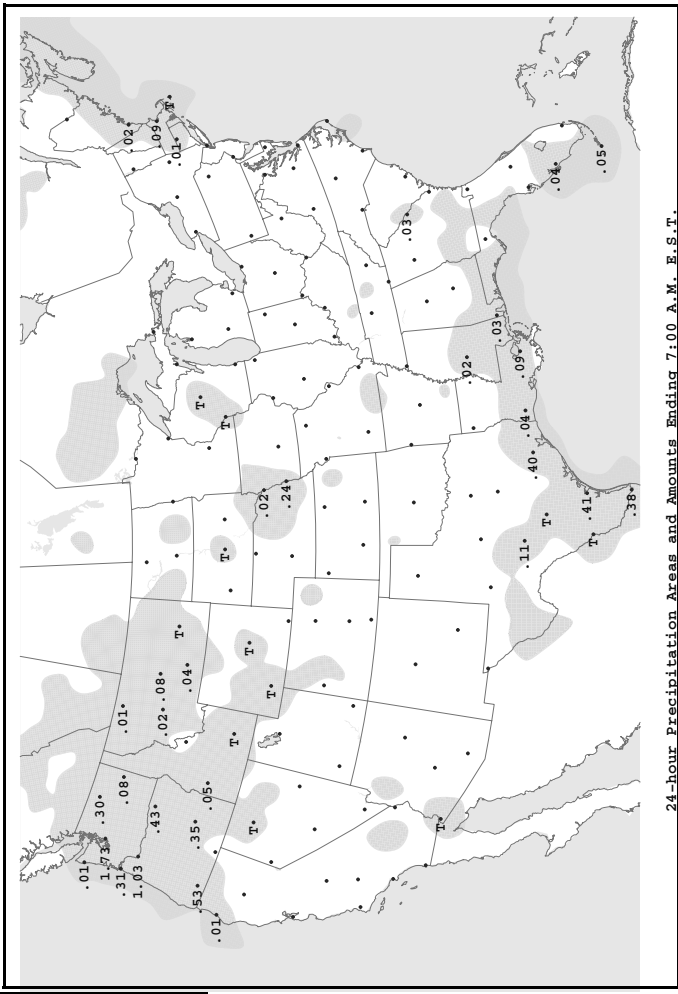 .01
.30
1.73
.31
.08
.01
.02
1.03
.43
.08
.09
.02
T
.01
T
.04
.53
.35
T
.05
.01
T
T
T
T
T
T
.02
.24
.03
T
.02
.03
.09
.11
.40
.04
T
.04
T
.41
.05
.38
24-hour Precipitation Areas and Amounts Ending 7:00 A.M. E.S.T.